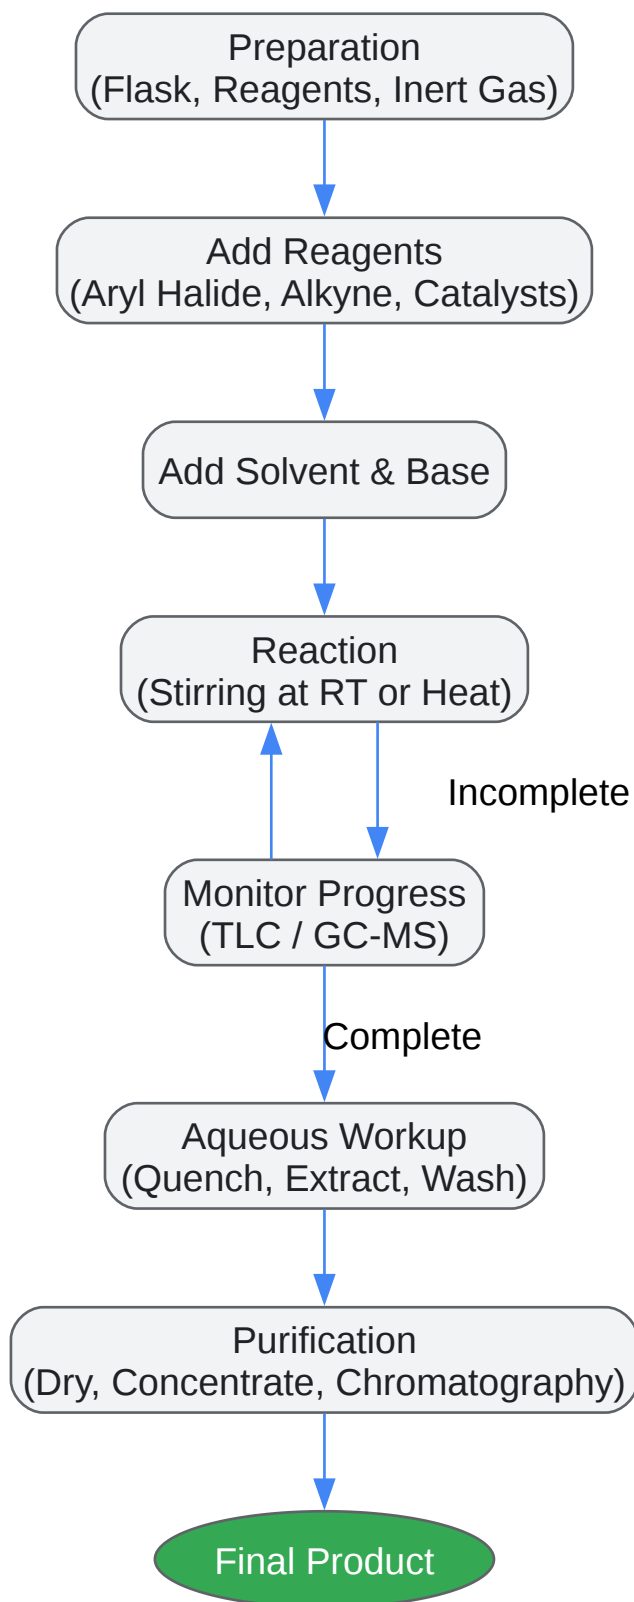 Preparation
(Flask, Reagents, Inert Gas)
Add Reagents
(Aryl Halide, Alkyne, Catalysts)
Add Solvent & Base
Reaction
(Stirring at RT or Heat)
Incomplete
Monitor Progress
(TLC / GC-MS)
Complete
Aqueous Workup
(Quench, Extract, Wash)
Purification
(Dry, Concentrate, Chromatography)
Final Product